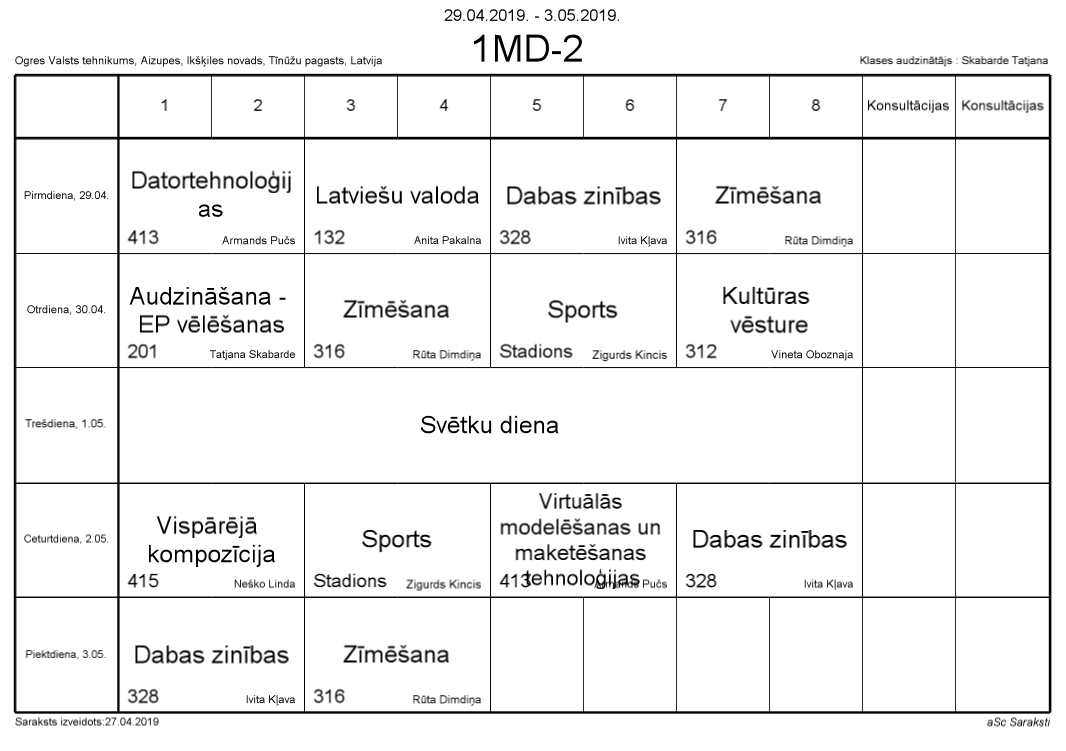 29.04.2019. - 3.05.2019.
1MD-2
Ogres Valsts tehnikums, Aizupes, Ikšķiles novads, Tīnūžu pagasts, Latvija
Klases audzinātājs : Skabarde Tatjana
1 2 3 4 5 6 7 8 Konsultācijas Konsultācijas
Pirmdiena, 29.04.
Datortehnoloģij
as
413 Armands Pučs
Latviešu valoda
132 Anita Pakalna
Dabas zinības
328 Ivita Kļava
Zīmēšana
316 Rūta Dimdiņa
Otrdiena, 30.04.
Audzināšana -
EP vēlēšanas
201 Tatjana Skabarde
Zīmēšana
316 Rūta Dimdiņa
Sports
Stadions Zigurds Kincis
Kultūras
vēsture
312 Vineta Oboznaja
Trešdiena, 1.05.
Svētku diena
Ceturtdiena, 2.05.
Vispārējā
kompozīcija
415 Neško Linda
Sports
Stadions Zigurds Kincis
Virtuālās
modelēšanas un
maketēšanas
tehnoloģijas
413 Armands Pučs
Dabas zinības
328 Ivita Kļava
Piektdiena, 3.05.
Dabas zinības
328 Ivita Kļava
Zīmēšana
316 Rūta Dimdiņa
Saraksts izveidots:27.04.2019
aSc Saraksti